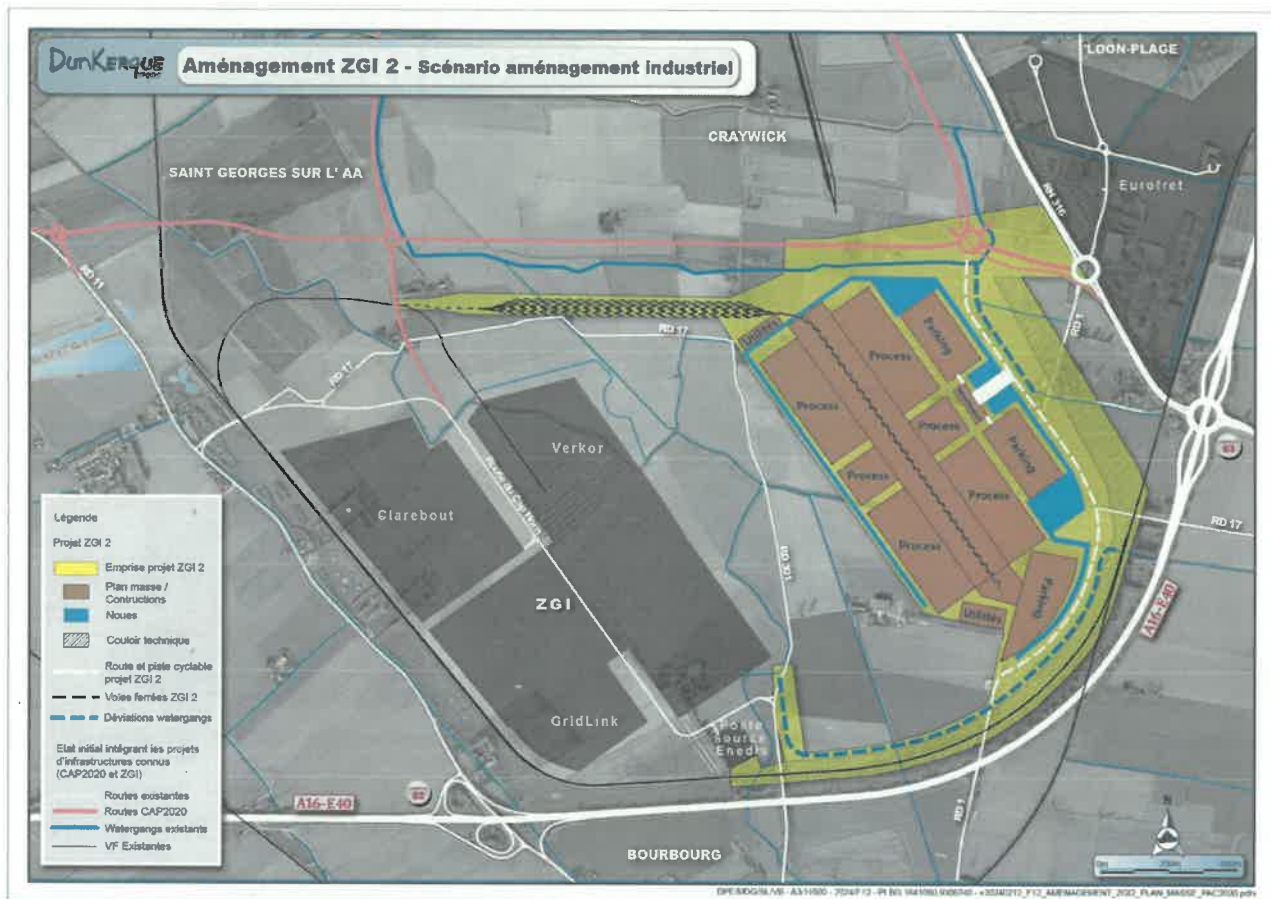 DunKerque
Aménagement ZGI 2 - Scénario aménagement industriel
LOON-PLAGE
CRAYWICK
SAINT GEORGES SUR L' AA
Eurofret
RN 316
RD 11
RD 1
RD 17
RD 17
Utilités
Process
Parking
Process
Process
Process
Parking
Process
Process
Process
Parking
Utilités
RD 17
Verkor
Clarebout
ZGI
GridLink
Poste
Source
Enedis
A16-E40
A16-E40
RD 1
BOURBOURG
Légende
Projet ZGI 2
Emprise projet ZGI 2
Plan masse /
Contructions
Noues
Couloir technique
Route et piste cyclable
projet ZGI 2
Voies ferrées ZGI 2
Déviations watergangs
Etat initial intégrant les projets
d'infrastructures connus
(CAP2020 et ZGI)
Routes existantes
Routes CAP2020
Watergangs existants
VF Existantes
N